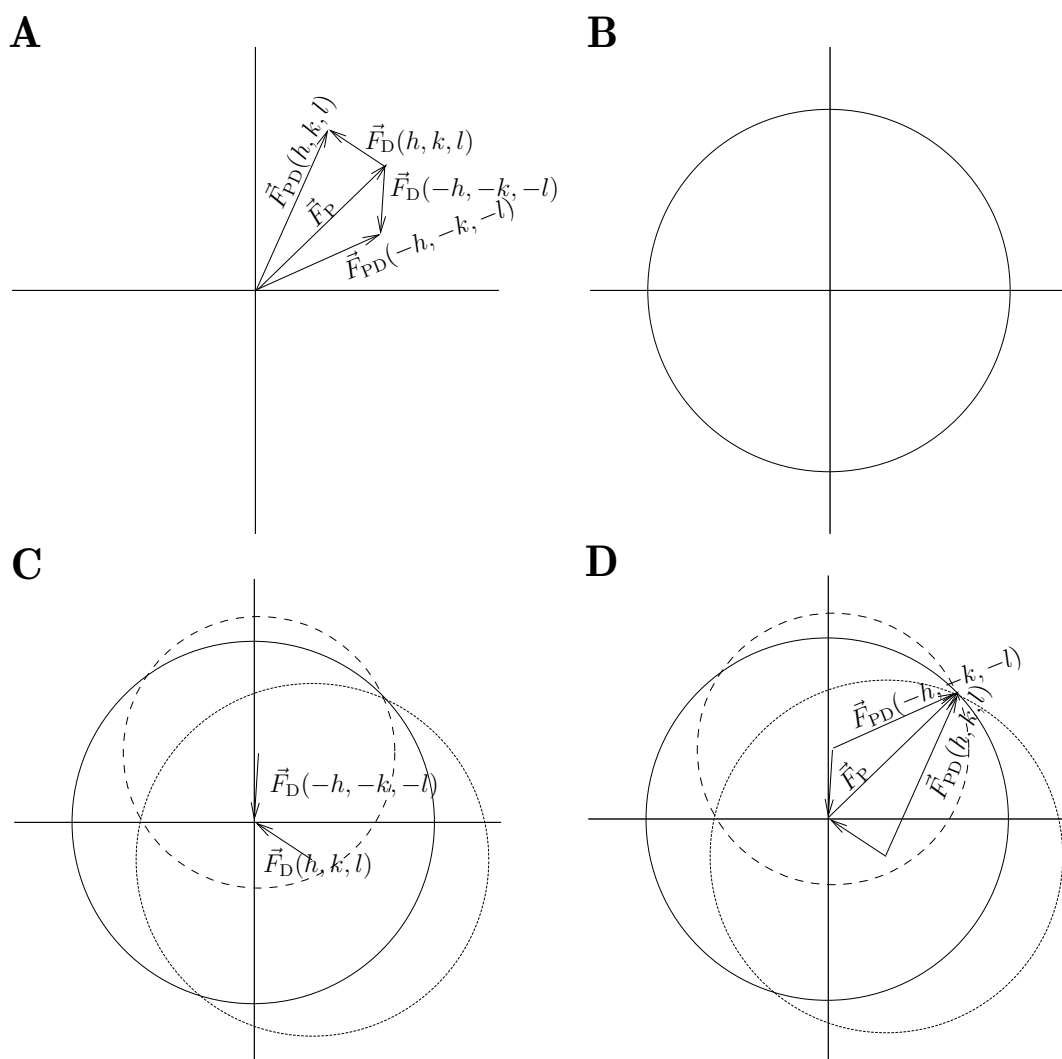 A
B
F⃗PD(h, k, l)
F⃗D(h, k, l)
F⃗D(−h, −k, −l)
F⃗P
F⃗PD(−h, −k, −l)
C
D
F⃗D(−h, −k, −l)
F⃗D(h, k, l)
F⃗PD(−h, −k, −l)
F⃗P
F⃗PD(h, k, l)